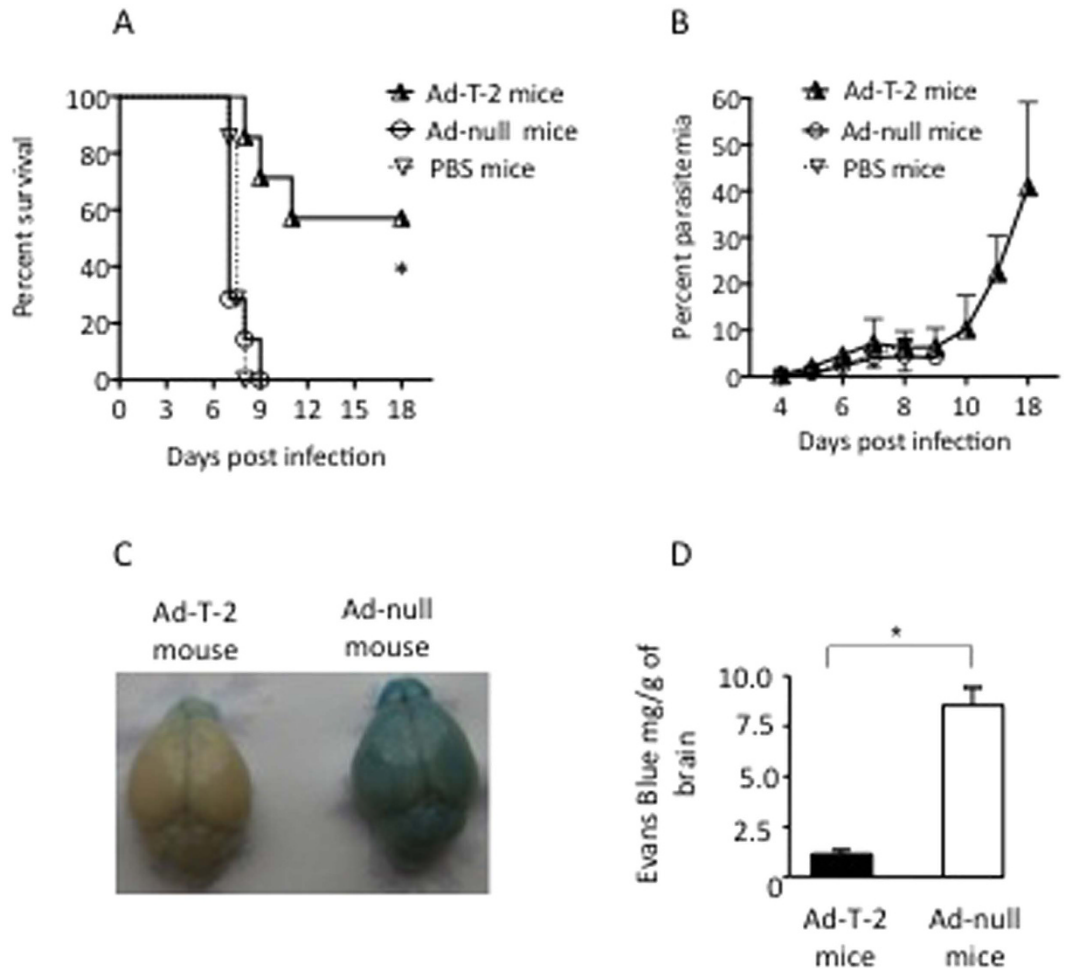 A
Percent survival
100
80
60
40
20
0
0 3 6 9 12 15 18
Days post infection
Ad-T-2 mice
Ad-null mice
PBS mice
*
B
Percent parasitemia
60
50
40
30
20
10
0
4 6 8 10 18
Days post infection
Ad-T-2 mice
Ad-null mice
PBS mice
C
Ad-T-2
mouse
Ad-null
mouse
D
Evans Blue mg/g of
brain
10.0
7.5
5.0
2.5
0
*
Ad-T-2
mice
Ad-null
mice